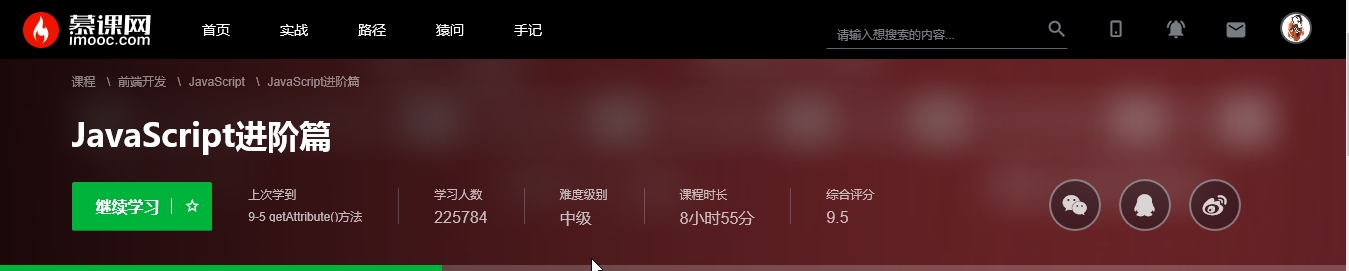 慕课网
imooc.com
首页 实战 路径 猿问 手记
请输入想搜索的内容...
课程 \ 前端开发 \ JavaScript \ JavaScript进阶篇
JavaScript进阶篇
继续学习
上次学到
9-5 getAttribute()方法
学习人数
225784
难度级别
中级
课程时长
8小时55分
综合评分
9.5